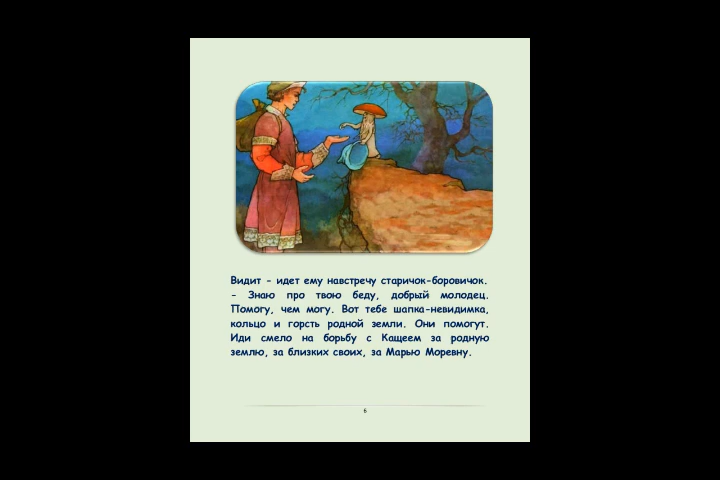 Видит - идет ему навстречу старичок-боровичок.
- Знаю про твою беду, добрый молодец.
Помогу, чем могу. Вот тебе шапка-невидимка,
кольцо и горсть родной земли. Они помогут.
Иди смело на борьбу с Кащеем за родную
землю, за близких своих, за Марью Моревну.
6